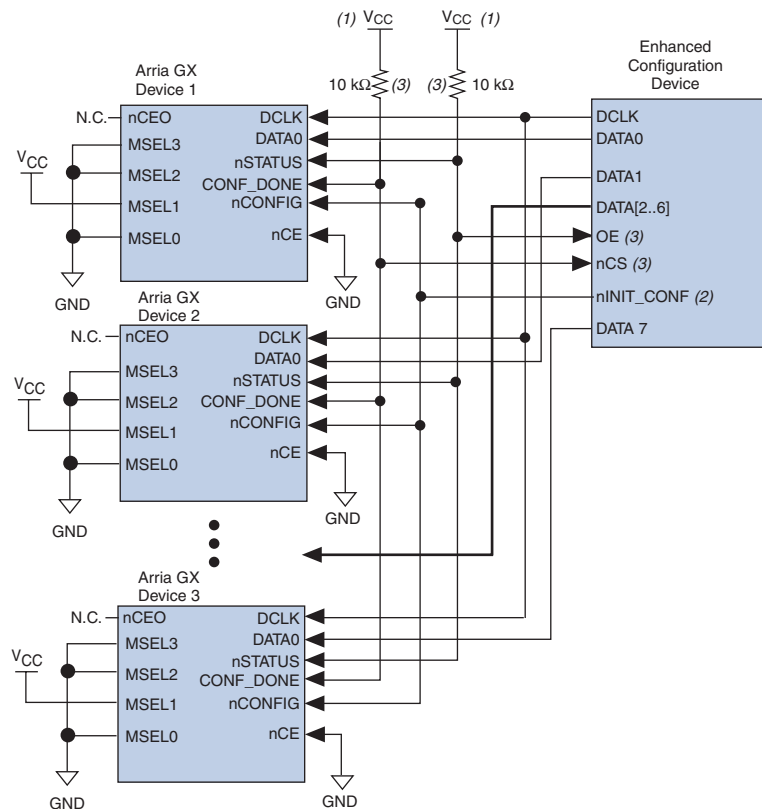 (1) VCC
VCC (1)
10 kΩ (3)
(3) 10 kΩ
Arria GX
Device 1
N.C.
nCEO
MSEL3
MSEL2
MSEL1
MSEL0
VCC
GND
DCLK
DATA0
nSTATUS
CONF_DONE
nCONFIG
nCE
GND
Enhanced
Configuration
Device
DCLK
DATA0
DATA1
DATA[2..6]
OE (3)
nCS (3)
nINIT_CONF (2)
DATA 7
Arria GX
Device 2
N.C.
nCEO
MSEL3
MSEL2
MSEL1
MSEL0
VCC
GND
DCLK
DATA0
nSTATUS
CONF_DONE
nCONFIG
nCE
GND
Arria GX
Device 3
N.C.
nCEO
MSEL3
MSEL2
MSEL1
MSEL0
VCC
GND
DCLK
DATA0
nSTATUS
CONF_DONE
nCONFIG
nCE
GND